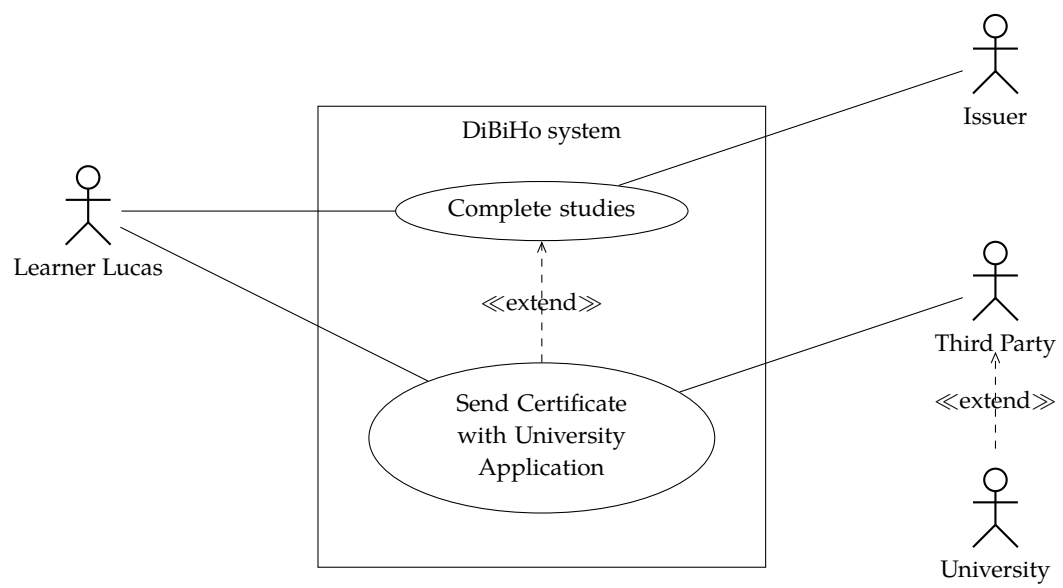 Issuer
DiBiHo system
Complete studies
Learner Lucas
≪extend≫
Third Party
≪extend≫
Send Certificate
with University
Application
University